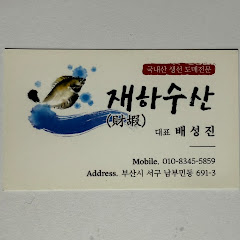 국내산 생선 도매전문
재하수산
(財蝦)
대표 배성진
Mobile. 010-8345-5859
Address. 부산시 서구 남부민동 691-3